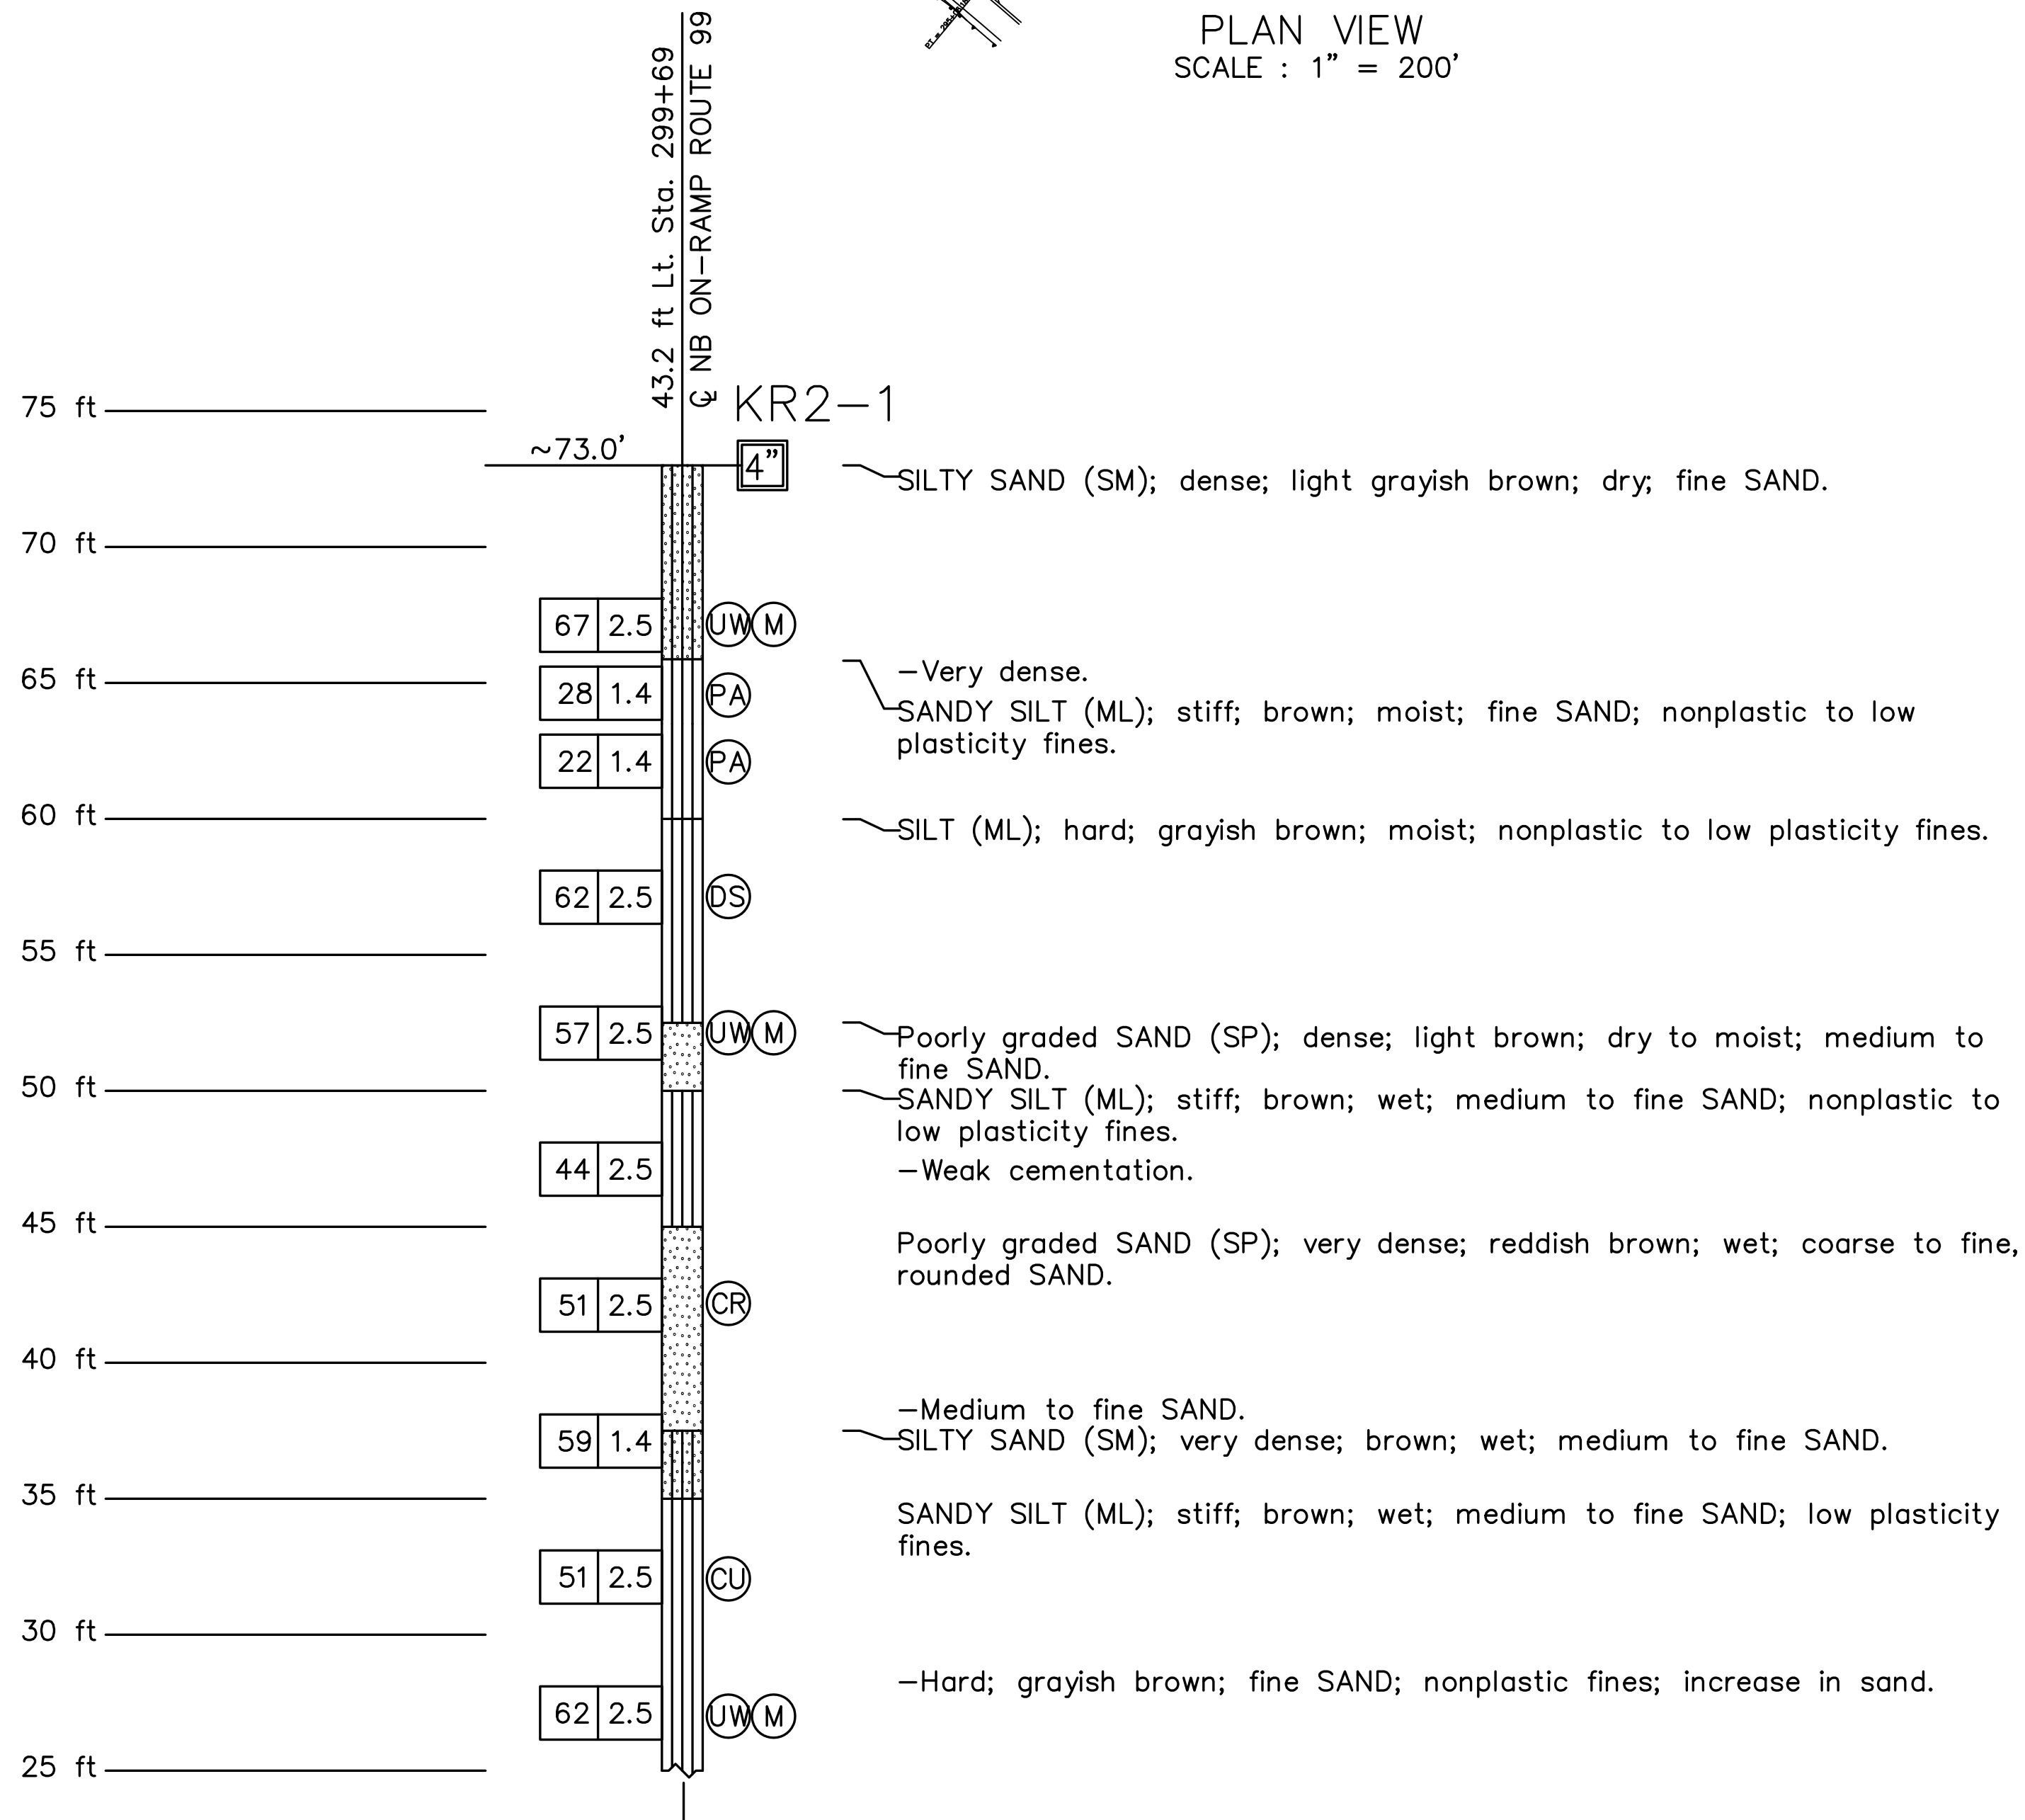 PLAN VIEW
SCALE : 1" = 200'
43.2 ft Lt. Sta. 299+69
℄ NB ON-RAMP ROUTE 99
KR2-1
75 ft
~73.0'
4"
SILTY SAND (SM); dense; light grayish brown; dry; fine SAND.
70 ft
67 2.5 UW M
-Very dense.
65 ft
28 1.4 PA
SANDY SILT (ML); stiff; brown; moist; fine SAND; nonplastic to low
plasticity fines.
22 1.4 PA
60 ft
SILT (ML); hard; grayish brown; moist; nonplastic to low plasticity fines.
62 2.5 DS
55 ft
57 2.5 UW M
Poorly graded SAND (SP); dense; light brown; dry to moist; medium to
fine SAND.
50 ft
SANDY SILT (ML); stiff; brown; wet; medium to fine SAND; nonplastic to
low plasticity fines.
44 2.5
-Weak cementation.
45 ft
Poorly graded SAND (SP); very dense; reddish brown; wet; coarse to fine,
rounded SAND.
51 2.5 CR
40 ft
-Medium to fine SAND.
59 1.4
SILTY SAND (SM); very dense; brown; wet; medium to fine SAND.
35 ft
SANDY SILT (ML); stiff; brown; wet; medium to fine SAND; low plasticity
fines.
51 2.5 CU
30 ft
-Hard; grayish brown; fine SAND; nonplastic fines; increase in sand.
62 2.5 UW M
25 ft